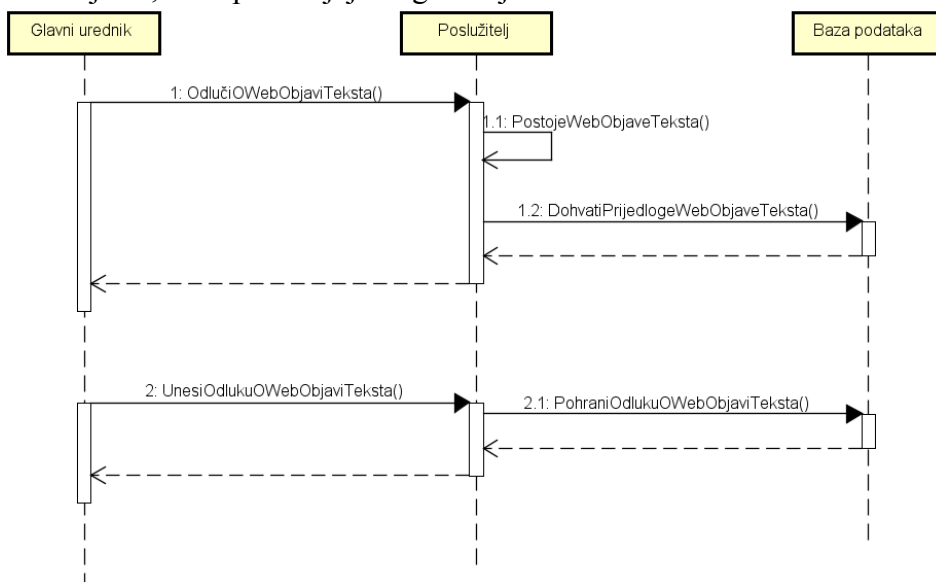 Glavni urednik
Poslužitelj
Baza podataka
1: OdlučiOWebObjaviTeksta()
1.1: PostojeWebObjaveTeksta()
1.2: DohvatiPrijedlogeWebObjaveTeksta()
2: UnesiOdlukuOWebObjaviTeksta()
2.1: PohraniOdlukuOWebObjaviTeksta()